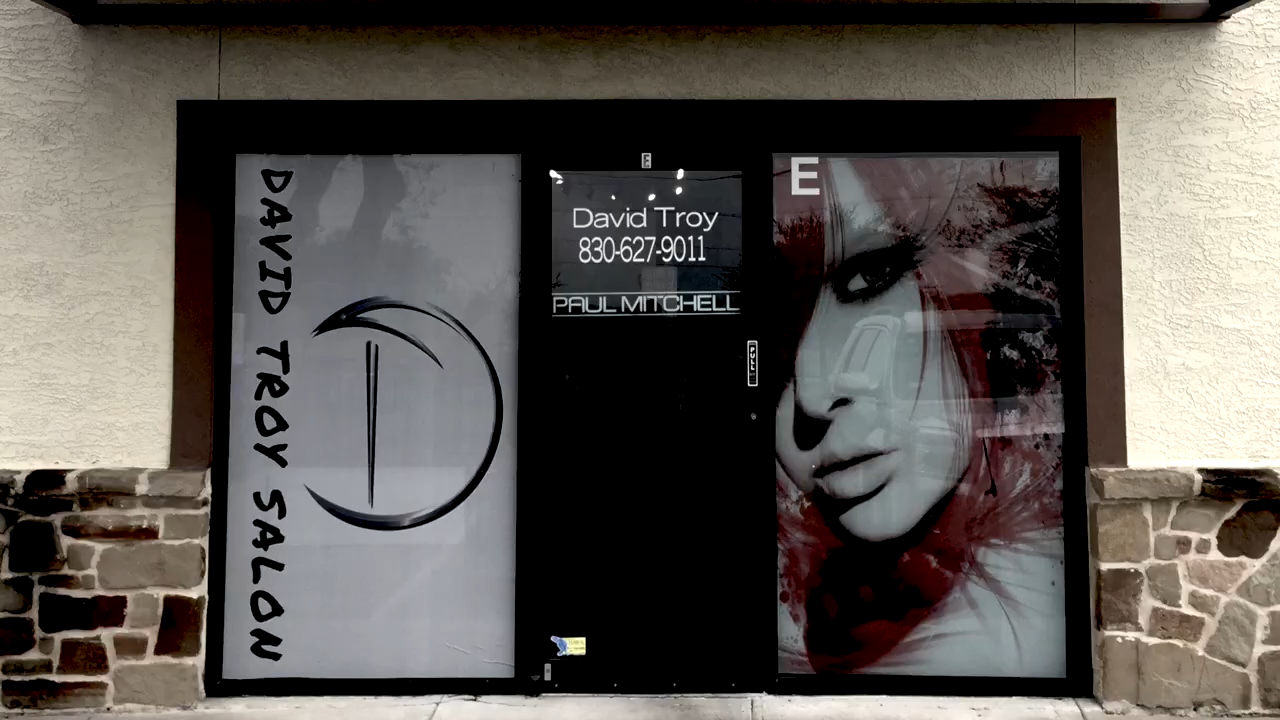 DAVID TROY SALON
E
David Troy
830-627-9011
PAUL MITCHELL
PULL
E